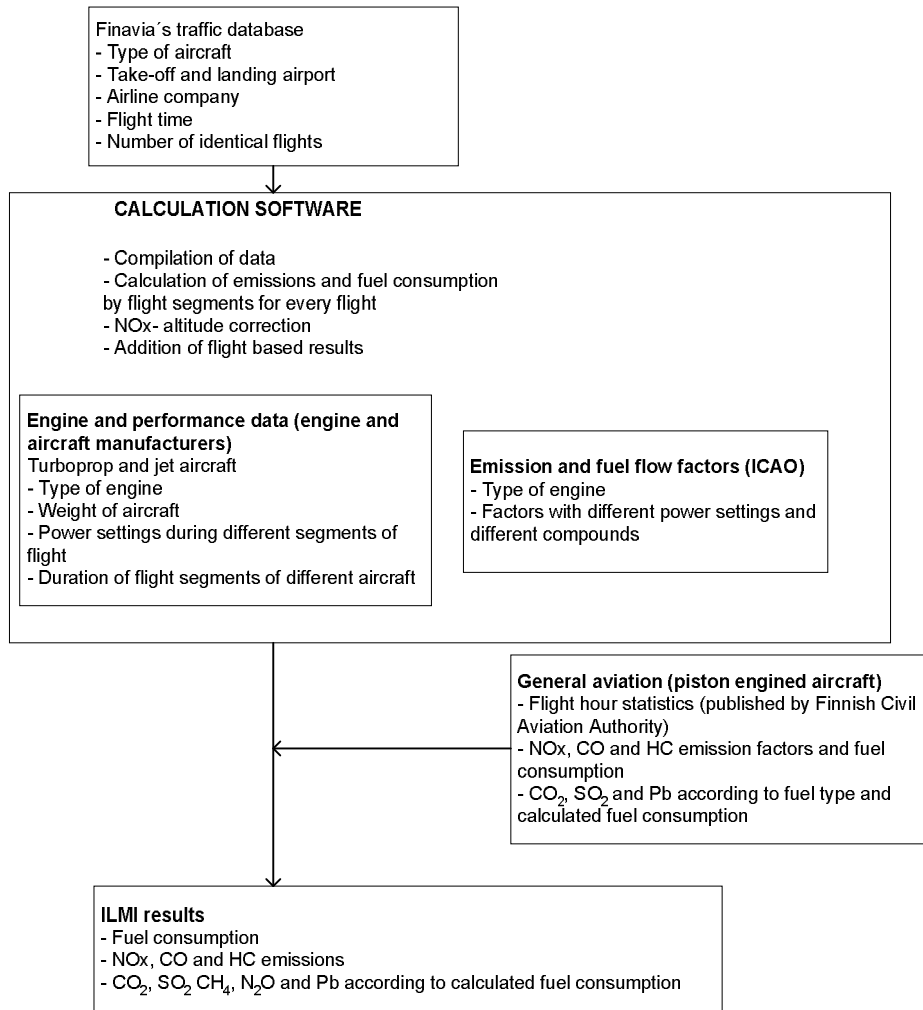 Finavia´s traffic database
- Type of aircraft
- Take-off and landing airport
- Airline company
- Flight time
- Number of identical flights
CALCULATION SOFTWARE
- Compilation of data
- Calculation of emissions and fuel consumption
by flight segments for every flight
- NOx- altitude correction
- Addition of flight based results
Engine and performance data (engine and
aircraft manufacturers)
Turboprop and jet aircraft
- Type of engine
- Weight of aircraft
- Power settings during different segments of
flight
- Duration of flight segments of different aircraft
Emission and fuel flow factors (ICAO)
- Type of engine
- Factors with different power settings and
different compounds
General aviation (piston engined aircraft)
- Flight hour statistics (published by Finnish Civil
Aviation Authority)
- NOx, CO and HC emission factors and fuel
consumption
- CO₂, SO₂ and Pb according to fuel type and
calculated fuel consumption
ILMI results
- Fuel consumption
- NOx, CO and HC emissions
- CO₂, SO₂ CH₄, N₂O and Pb according to calculated fuel consumption